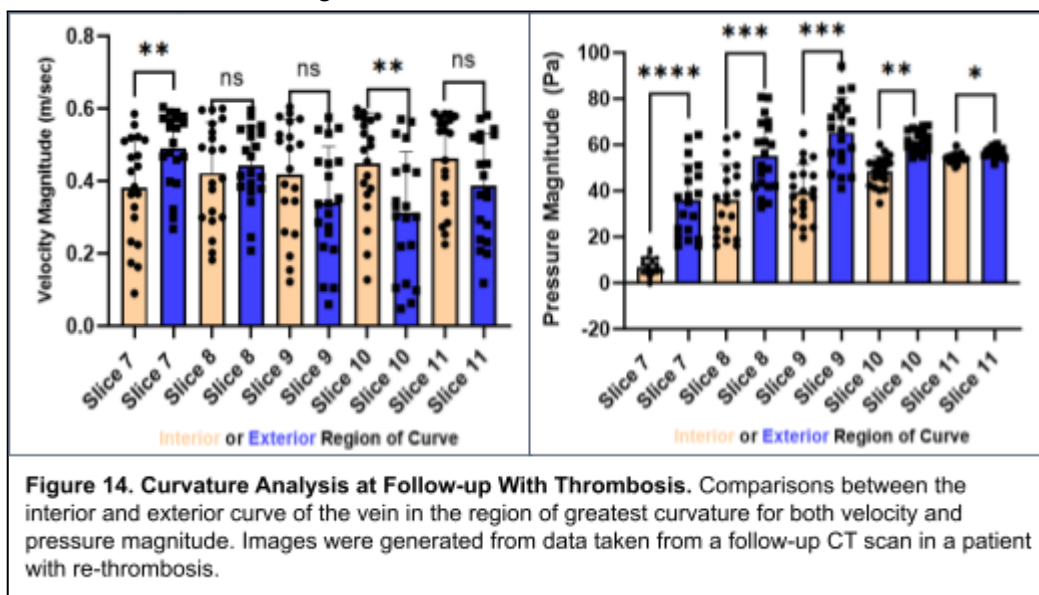 0.8
0.6
0.4
0.2
0.0
Velocity Magnitude (m/sec)
**
ns
ns
**
ns
Slice 7
Slice 7
Slice 8
Slice 8
Slice 9
Slice 9
Slice 10
Slice 10
Slice 11
Slice 11
Interior or Exterior Region of Curve
100
80
60
40
20
0
-20
Pressure Magnitude (Pa)
****
***
***
**
*
Slice 7
Slice 7
Slice 8
Slice 8
Slice 9
Slice 9
Slice 10
Slice 10
Slice 11
Slice 11
Interior or Exterior Region of Curve
Figure 14. Curvature Analysis at Follow-up With Thrombosis. Comparisons between the
interior and exterior curve of the vein in the region of greatest curvature for both velocity and
pressure magnitude. Images were generated from data taken from a follow-up CT scan in a patient
with re-thrombosis.